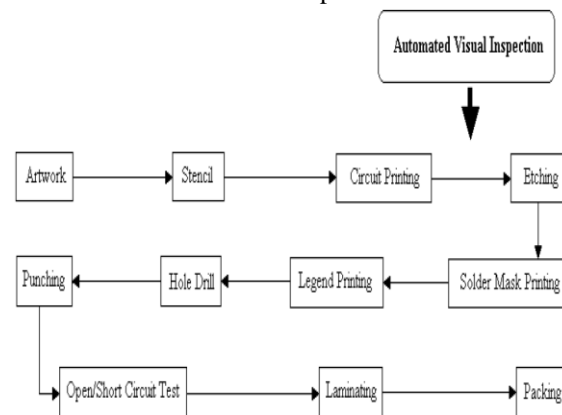 Automated Visual Inspection
Artwork
Stencil
Circuit Printing
Etching
Solder Mask Printing
Legend Printing
Hole Drill
Punching
Open/Short Circuit Test
Laminating
Packing